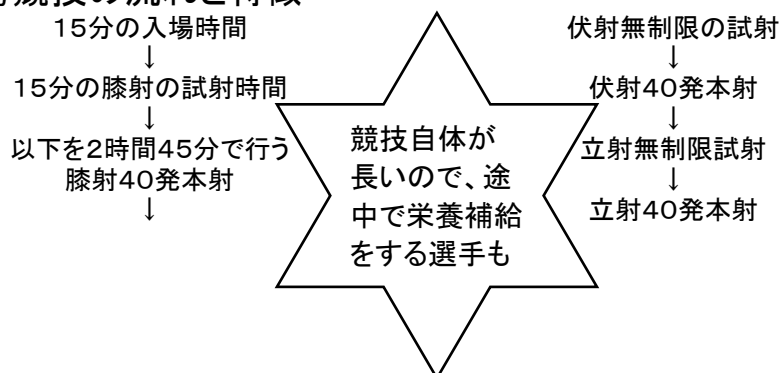 15分の入場時間
↓
15分の膝射の試射時間
↓
以下を2時間45分で行う
膝射40発本射
↓
競技自体が
長いので、途
中で栄養補給
をする選手も
伏射無制限の試射
↓
伏射40発本射
↓
立射無制限試射
↓
立射40発本射